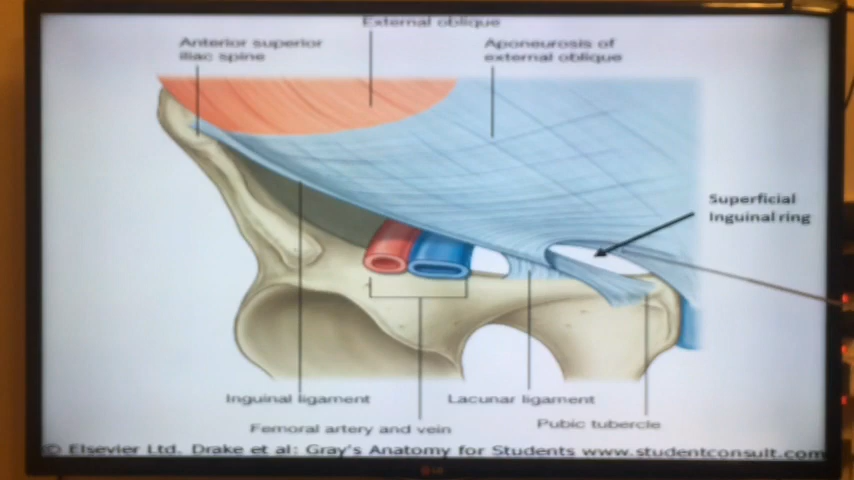 External oblique
Anterior superior
iliac spine
Aponeurosis of
external oblique
Superficial
Inguinal ring
Inguinal ligament
Lacunar ligament
Femoral artery and vein
Pubic tubercle
© Elsevier Ltd. Drake et al: Gray's Anatomy for Students www.studentconsult.com
LG